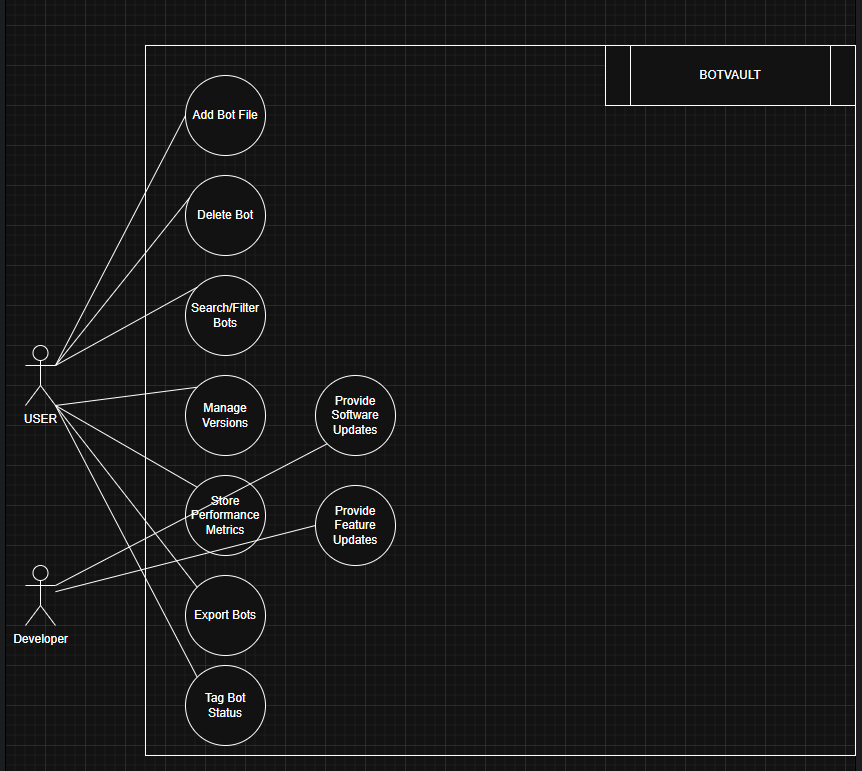 BOTVAULT
Add Bot File
Delete Bot
Search/Filter
Bots
USER
Manage
Versions
Provide
Software
Updates
Store
Performance
Metrics
Provide
Feature
Updates
Developer
Export Bots
Tag Bot
Status